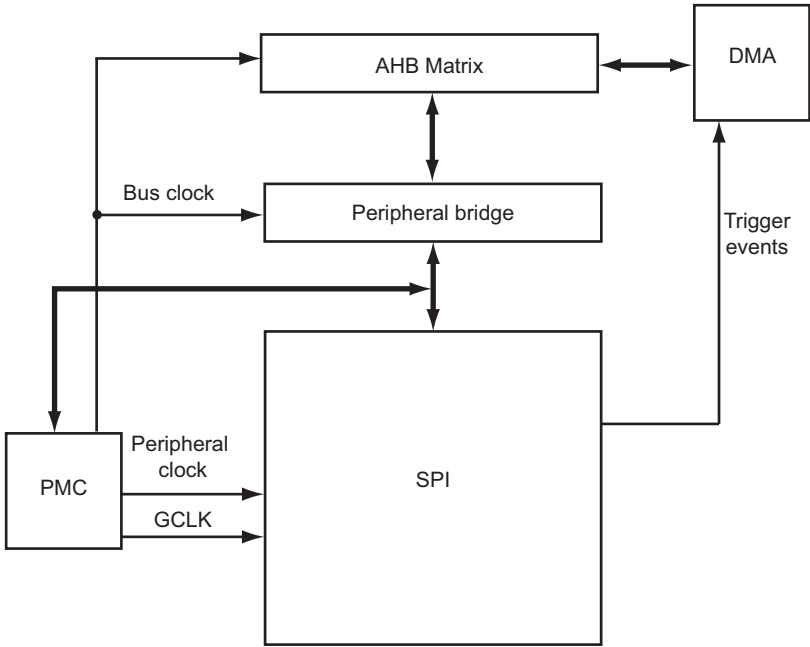 AHB Matrix
DMA
Bus clock
Peripheral bridge
Trigger
events
Peripheral
clock
PMC
SPI
GCLK